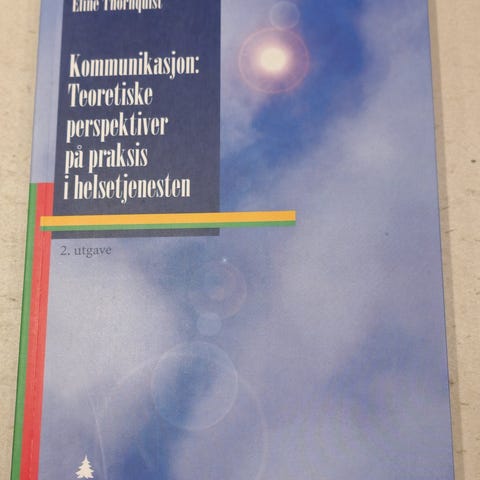 Eline Thornquist
Kommunikasjon:
Teoretiske
perspektiver
på praksis
i helsetjenesten
2. utgave